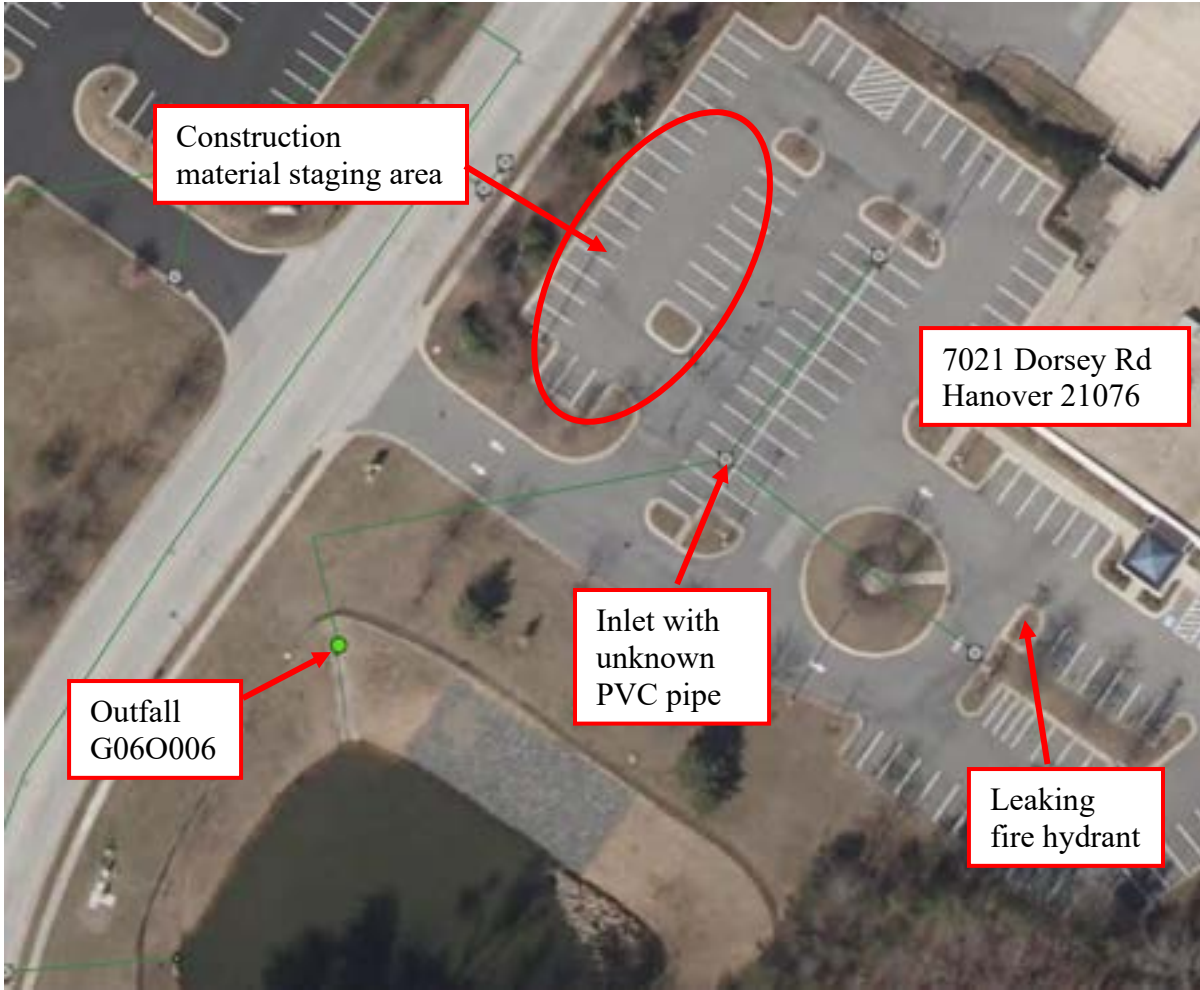 Construction
material staging area
7021 Dorsey Rd
Hanover 21076
Inlet with
unknown
PVC pipe
Outfall
G06O006
Leaking
fire hydrant